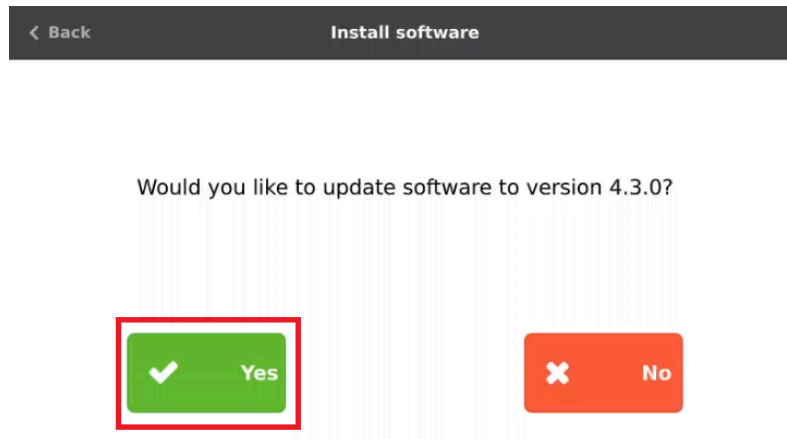 Back
Install software
Would you like to update software to version 4.3.0?
Yes
No